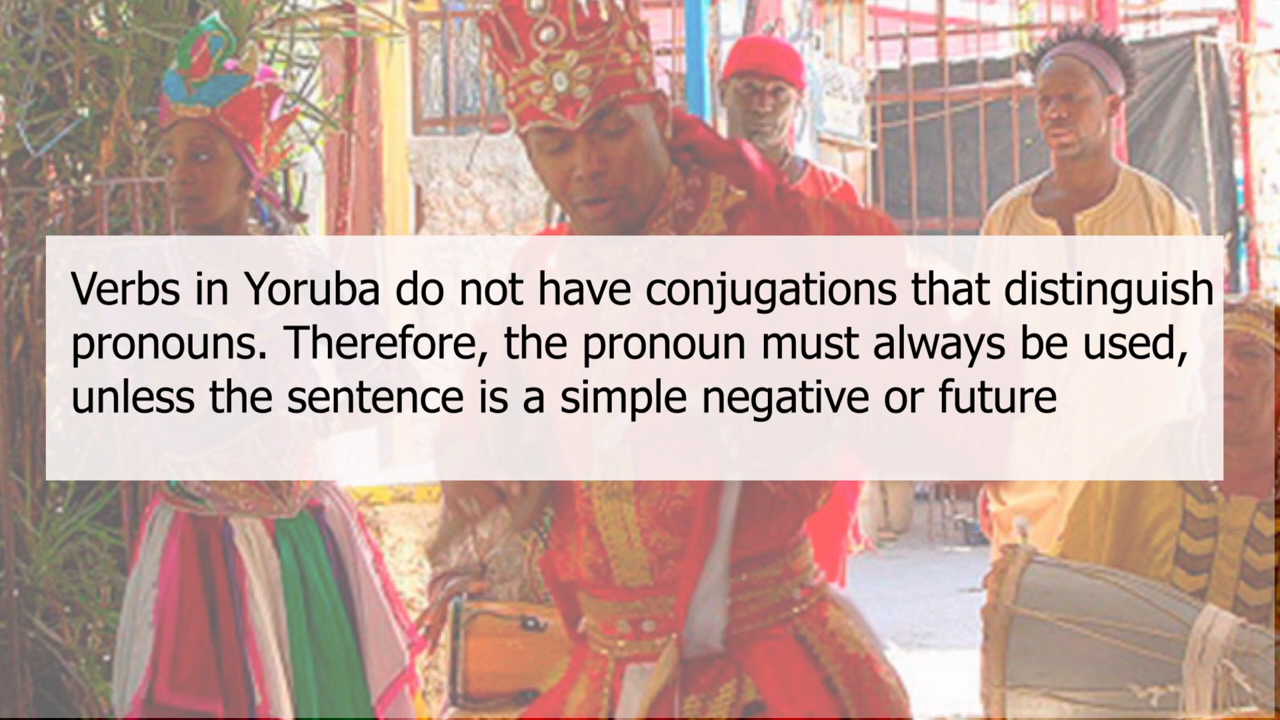 Verbs in Yoruba do not have conjugations that distinguish
pronouns. Therefore, the pronoun must always be used,
unless the sentence is a simple negative or future